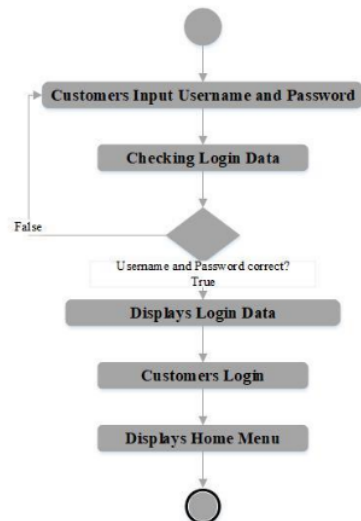 Customers Input Username and Password
Checking Login Data
False
Username and Password correct?
True
Displays Login Data
Customers Login
Displays Home Menu